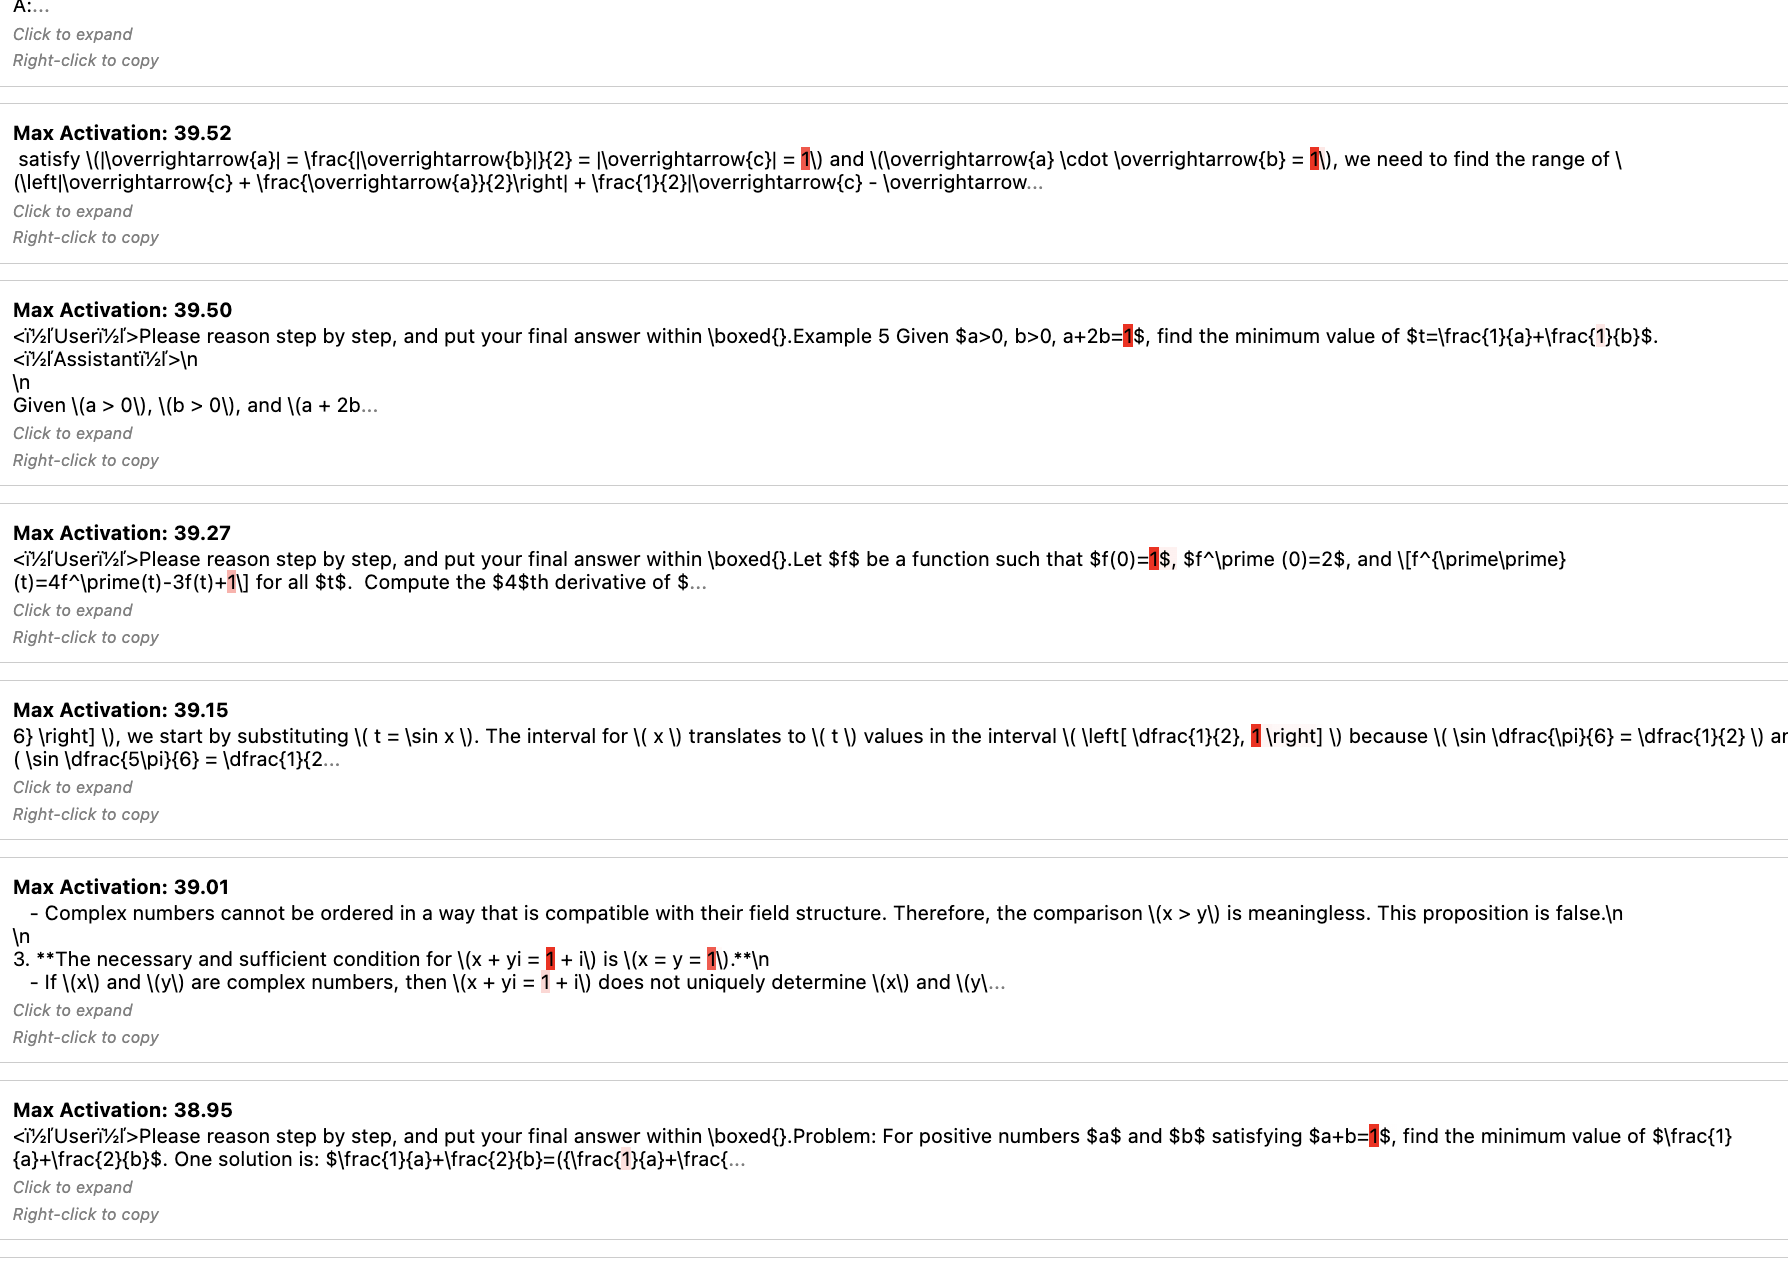 A:...
Click to expand
Right-click to copy
Max Activation: 39.52
satisfy \(|\overrightarrow{a}| = \frac{|\overrightarrow{b}|}{2} = |\overrightarrow{c}| = 1\) and \(\overrightarrow{a} \cdot \overrightarrow{b} = 1\), we need to find the range of \
(\left|\overrightarrow{c} + \frac{\overrightarrow{a}}{2}\right| + \frac{1}{2}|\overrightarrow{c} - \overrightarrow...
Click to expand
Right-click to copy
Max Activation: 39.50
<ï½ľUserï½ľ>Please reason step by step, and put your final answer within \boxed{}.Example 5 Given $a>0, b>0, a+2b=1$, find the minimum value of $t=\frac{1}{a}+\frac{1}{b}$.
<ï½ľAssistantï½ľ>\n
\n
Given \(a > 0\), \(b > 0\), and \(a + 2b...
Click to expand
Right-click to copy
Max Activation: 39.27
<ï½ľUserï½ľ>Please reason step by step, and put your final answer within \boxed{}.Let $f$ be a function such that $f(0)=1$, $f^\prime (0)=2$, and \[f^{\prime\prime}
(t)=4f^\prime(t)-3f(t)+1\] for all $t$.  Compute the $4$th derivative of $...
Click to expand
Right-click to copy
Max Activation: 39.15
6} \right] \), we start by substituting \( t = \sin x \). The interval for \( x \) translates to \( t \) values in the interval \( \left[ \dfrac{1}{2}, 1 \right] \) because \( \sin \dfrac{\pi}{6} = \dfrac{1}{2} \) ar
( \sin \dfrac{5\pi}{6} = \dfrac{1}{2...
Click to expand
Right-click to copy
Max Activation: 39.01
- Complex numbers cannot be ordered in a way that is compatible with their field structure. Therefore, the comparison \(x > y\) is meaningless. This proposition is false.\n
\n
3. **The necessary and sufficient condition for \(x + yi = 1 + i\) is \(x = y = 1\).**\n
- If \(x\) and \(y\) are complex numbers, then \(x + yi = 1 + i\) does not uniquely determine \(x\) and \(y\...
Click to expand
Right-click to copy
Max Activation: 38.95
<ï½ľUserï½ľ>Please reason step by step, and put your final answer within \boxed{}.Problem: For positive numbers $a$ and $b$ satisfying $a+b=1$, find the minimum value of $\frac{1}
{a}+\frac{2}{b}$. One solution is: $\frac{1}{a}+\frac{2}{b}=({\frac{1}{a}+\frac{...
Click to expand
Right-click to copy